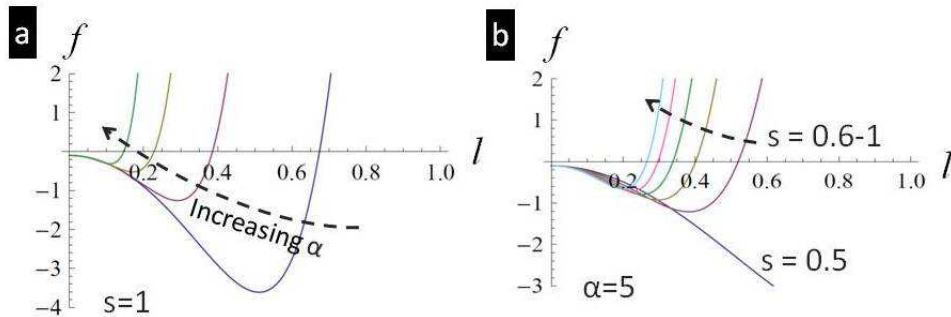 a
f
2
1
0.2 0.4 0.6 0.8 1.0 l
−1
−2
−3
−4
Increasing α
s=1
b
f
2
1
0.2 0.4 0.6 0.8 1.0 l
−1
−2
−3
s = 0.6-1
s = 0.5
α=5